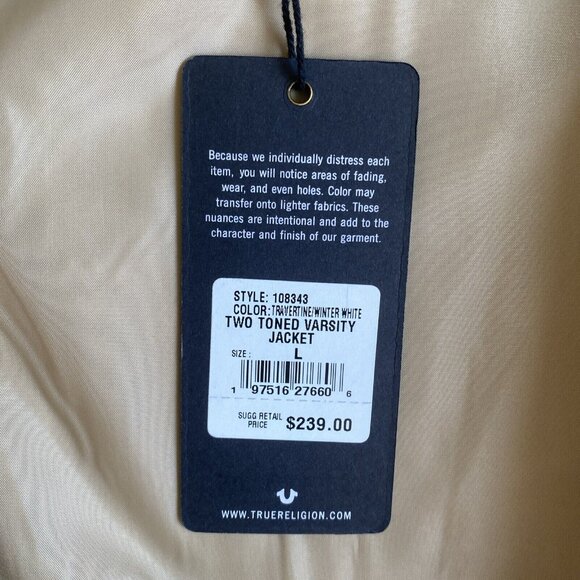 Because we individually distress each
item, you will notice areas of fading,
wear, and even holes. Color may
transfer onto lighter fabrics. These
nuances are intentional and add to the
character and finish of our garment.
STYLE: 108343
COLOR: TRAVERTINE/WINTER WHITE
TWO TONED VARSITY
JACKET
SIZE : L
1 97516 27660 6
SUGG RETAIL
PRICE $239.00
WWW.TRUERELIGION.COM